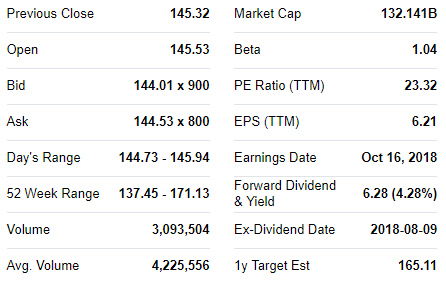 Previous Close 145.32
Open 145.53
Bid 144.01 x 900
Ask 144.53 x 800
Day's Range 144.73 - 145.94
52 Week Range 137.45 - 171.13
Volume 3,093,504
Avg. Volume 4,225,556
Market Cap 132.141B
Beta 1.04
PE Ratio (TTM) 23.32
EPS (TTM) 6.21
Earnings Date Oct 16, 2018
Forward Dividend
& Yield 6.28 (4.28%)
Ex-Dividend Date 2018-08-09
1y Target Est 165.11